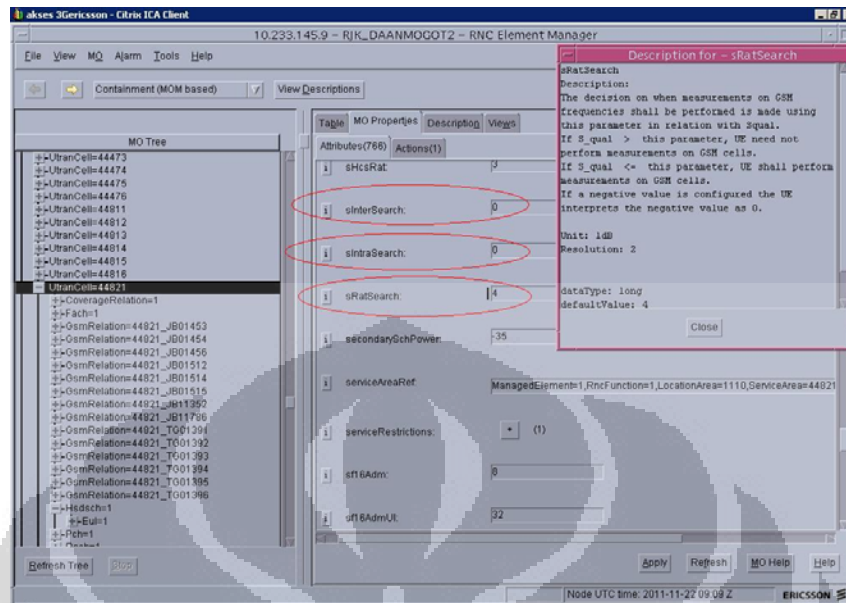 akses 3Gericsson - Citrix ICA Client
10.233.145.9 – RJK_DAANMOGOT2 – RNC Element Manager
File View MO Alarm Tools Help
Containment (MOM based)
View Descriptions
MO Tree
UtranCell=44473
UtranCell=44474
UtranCell=44475
UtranCell=44476
UtranCell=44811
UtranCell=44812
UtranCell=44813
UtranCell=44814
UtranCell=44815
UtranCell=44816
UtranCell=44821
CoverageRelation=1
Fach=1
GsmRelation=44821_JB01453
GsmRelation=44821_JB01454
GsmRelation=44821_JB01456
GsmRelation=44821_JB01512
GsmRelation=44821_JB01514
GsmRelation=44821_JB01515
GsmRelation=44821_JB11352
GsmRelation=44821_JB11786
GsmRelation=44821_TG01391
GsmRelation=44821_TG01392
GsmRelation=44821_TG01393
GsmRelation=44821_TG01394
GsmRelation=44821_TG01395
GsmRelation=44821_TG01396
Hsdsch=1
Eul=1
Pch=1
Refresh Tree Stop
Table MO Properties Description Views
Attributes(766) Actions(1)
i sHcsRat: 3
i sInterSearch: 0
i sIntraSearch: 0
i sRatSearch: 4
i secondarySchPower: -35
i serviceAreaRef: ManagedElement=1,RncFunction=1,LocationArea=1110,ServiceArea=44821
i serviceRestrictions: (1)
i sf16Adm: 8
i sf16AdmUl: 32
Apply Refresh MO Help Help
Node UTC time: 2011-11-22 09:09 Z
ERICSSON
Description for – sRatSearch
sRatSearch
Description:
The decision on when measurements on GSM
frequencies shall be performed is made using
this parameter in relation with Squal.
If S_qual > this parameter, UE need not
perform measurements on GSM cells.
If S_qual <= this parameter, UE shall perform
measurements on GSM cells.
If a negative value is configured the UE
interprets the negative value as 0.
Unit: 1dB
Resolution: 2
dataType: long
defaultValue: 4
Close